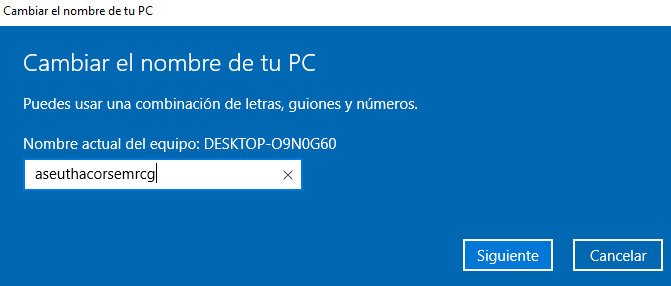 Cambiar el nombre de tu PC
Cambiar el nombre de tu PC
Puedes usar una combinación de letras, guiones y números.
Nombre actual del equipo: DESKTOP-O9N0G60
aseuthacorsemrcg
Siguiente
Cancelar